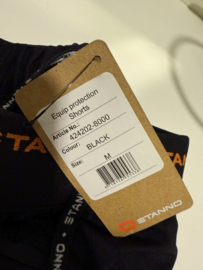 Equip protection
Shorts
Article No.:
424202-8000
Colour:
BLACK
Size:
M
STANNO
STANNO